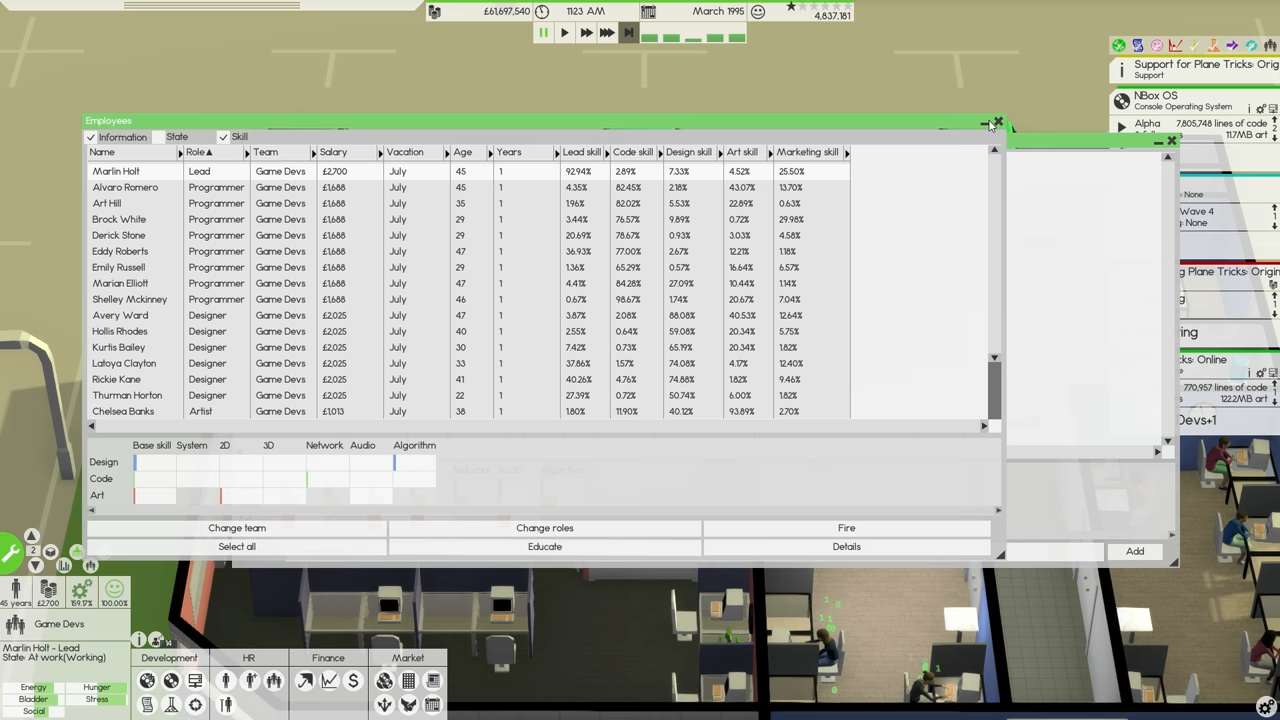 £61,697,540 1123 AM March 1995 4,837,181
Support for Plane Tricks: Orig
Support
NBox OS
Console Operating System
Alpha 7,805,748 lines of code
117MB art
None
Wave 4
None
g Plane Tricks: Origin
ring
cks: Online
770,957 lines of code
122.2MB art
Devs+1
Employees
Information State Skill
Name Role▲ Team Salary Vacation Age Years Lead skill Code skill Design skill Art skill Marketing skill
Marlin Holt Lead Game Devs £2,700 July 45 1 92.94% 2.89% 7.33% 4.52% 25.50%
Alvaro Romero Programmer Game Devs £1,688 July 45 1 4.35% 82.45% 2.18% 43.07% 13.70%
Art Hill Programmer Game Devs £1,688 July 35 1 1.96% 82.02% 5.53% 22.89% 0.63%
Brock White Programmer Game Devs £1,688 July 29 1 3.44% 76.57% 9.89% 0.72% 29.98%
Derick Stone Programmer Game Devs £1,688 July 29 1 20.69% 78.67% 0.93% 3.03% 4.58%
Eddy Roberts Programmer Game Devs £1,688 July 47 1 36.93% 77.00% 2.67% 12.21% 1.18%
Emily Russell Programmer Game Devs £1,688 July 29 1 1.36% 65.29% 0.57% 16.64% 6.57%
Marian Elliott Programmer Game Devs £1,688 July 47 1 4.41% 84.28% 27.09% 10.44% 1.14%
Shelley Mckinney Programmer Game Devs £1,688 July 46 1 0.67% 98.67% 1.74% 20.67% 7.04%
Avery Ward Designer Game Devs £2,025 July 47 1 3.87% 2.08% 88.08% 40.53% 12.64%
Hollis Rhodes Designer Game Devs £2,025 July 40 1 2.55% 0.64% 59.08% 20.34% 5.75%
Kurtis Bailey Designer Game Devs £2,025 July 30 1 7.42% 0.73% 65.19% 20.34% 1.82%
Latoya Clayton Designer Game Devs £2,025 July 33 1 37.86% 1.57% 74.08% 4.17% 12.40%
Rickie Kane Designer Game Devs £2,025 July 41 1 40.26% 4.76% 74.88% 1.82% 9.46%
Thurman Horton Designer Game Devs £2,025 July 22 1 27.39% 0.72% 50.74% 6.00% 1.82%
Chelsea Banks Artist Game Devs £1,013 July 38 1 1.80% 11.90% 40.12% 93.89% 2.70%
Base skill System 2D 3D Network Audio Algorithm
Design
Code
Art
Change team Change roles Fire
Select all Educate Details
Add
2
45 years £2,700 159.17% 100.00%
Game Devs
14
Marlin Holt - Lead
State: At work(Working)
Energy Hunger
Bladder Stress
Social
Development HR Finance Market